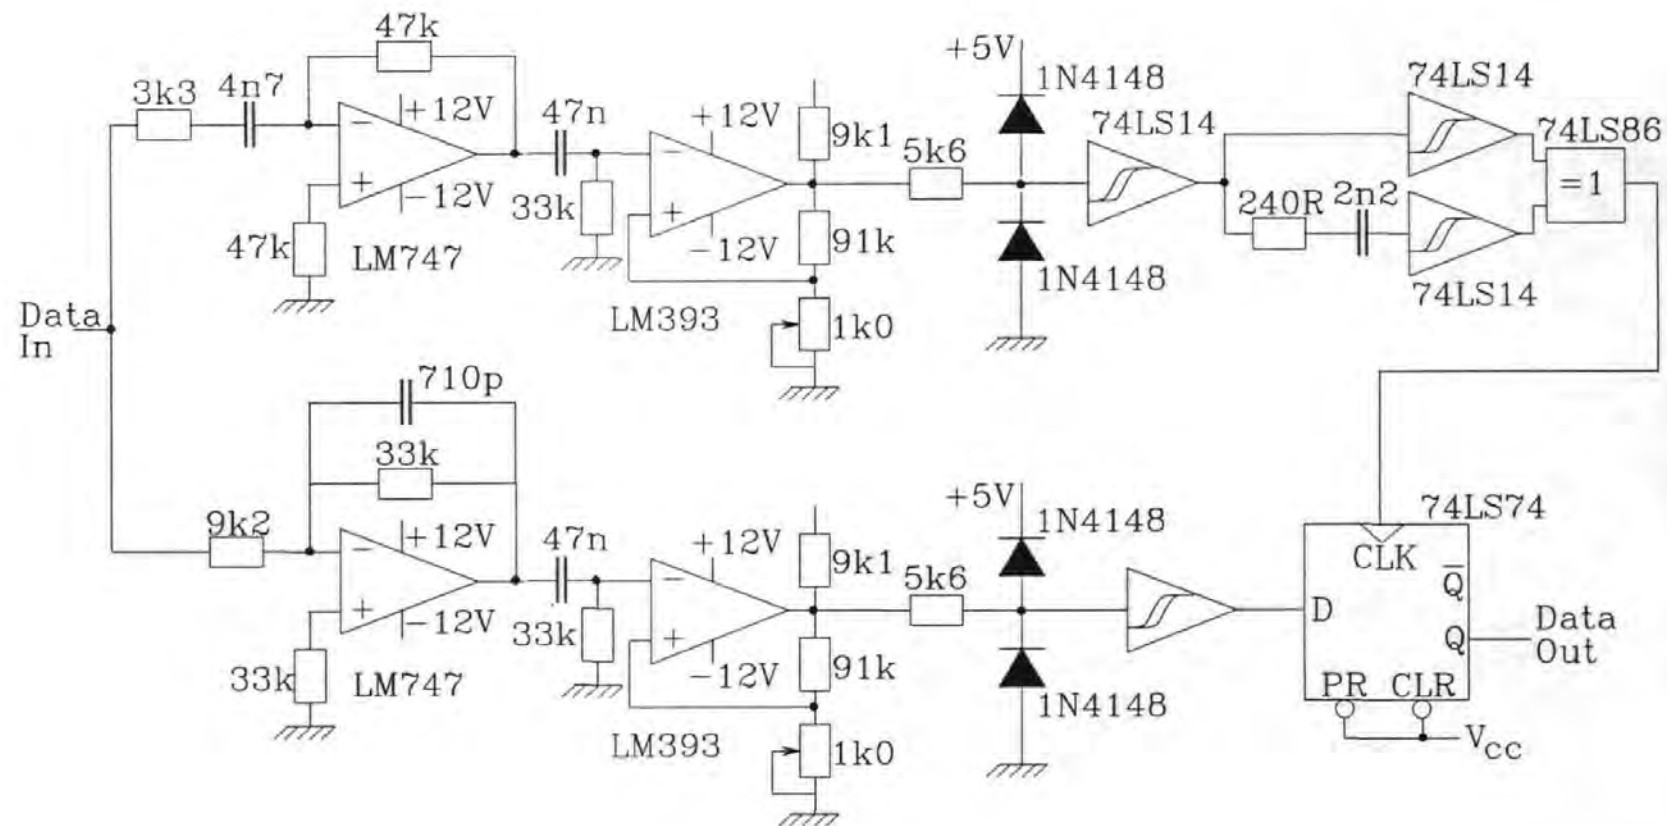 47k
3k3
4n7
+12V
-12V
47k
LM747
47n
33k
+12V
-12V
LM393
9k1
91k
1k0
5k6
+5V
1N4148
1N4148
74LS14
240R
2n2
74LS14
74LS14
74LS86
=1
Data
In
710p
33k
9k2
+12V
-12V
33k
LM747
47n
33k
+12V
-12V
LM393
9k1
91k
1k0
5k6
+5V
1N4148
1N4148
74LS74
CLK
D
Q̅
Q
PR
CLR
Vcc
Data
Out